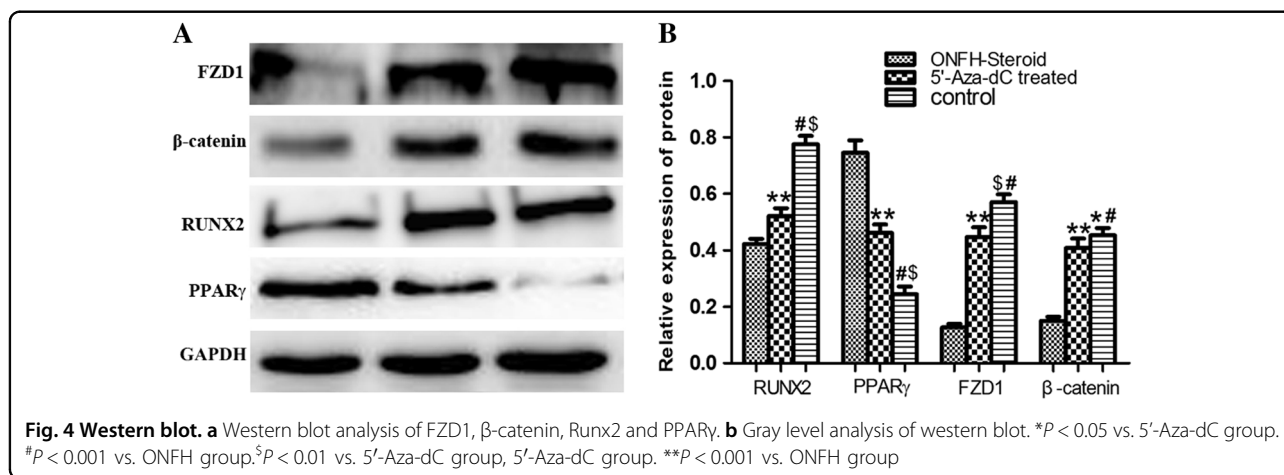 A
FZD1
β-catenin
RUNX2
PPARγ
GAPDH
B
ONFH-Steroid
5'-Aza-dC treated
control
Relative expression of protein
1.0
0.8
0.6
0.4
0.2
0.0
** #$
** #$
** $#
** *#
RUNX2 PPARγ FZD1 β-catenin
Fig. 4 Western blot. a Western blot analysis of FZD1, β-catenin, Runx2 and PPARγ. b Gray level analysis of western blot. *P < 0.05 vs. 5′-Aza-dC group.
#P < 0.001 vs. ONFH group.$P < 0.01 vs. 5′-Aza-dC group, 5′-Aza-dC group. **P < 0.001 vs. ONFH group